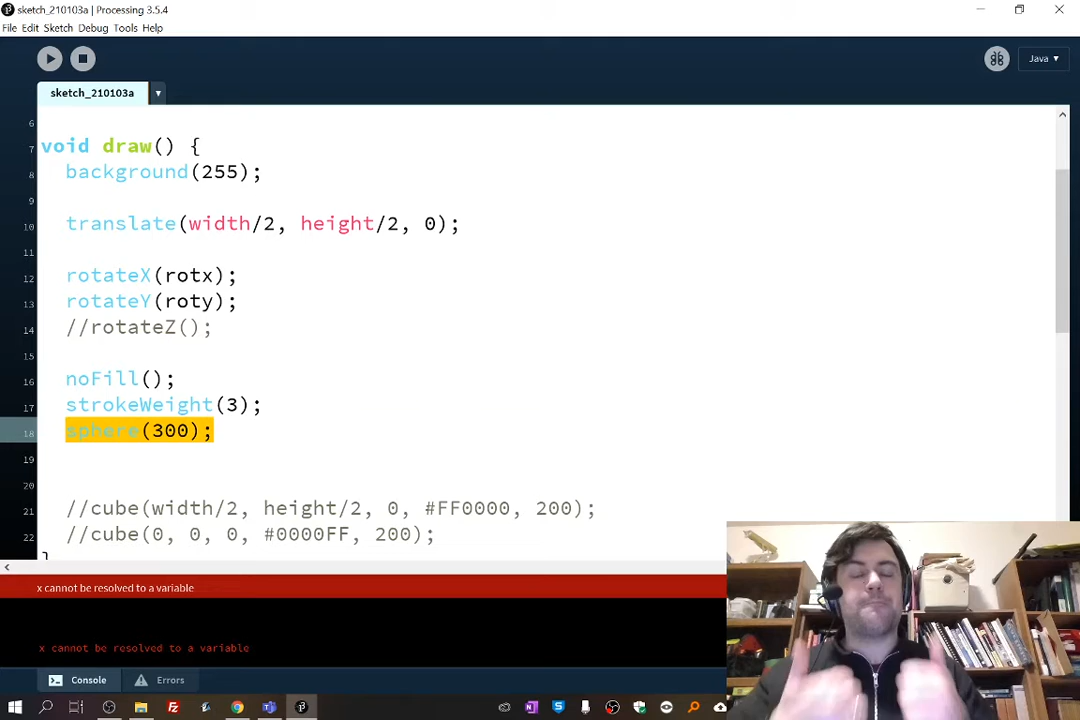 sketch_210103a | Processing 3.5.4
File Edit Sketch Debug Tools Help
Java ▾
sketch_210103a
6
7 void draw() {
8 background(255);
9
10 translate(width/2, height/2, 0);
11
12 rotateX(rotx);
13 rotateY(roty);
14 //rotateZ();
15
16 noFill();
17 strokeWeight(3);
18 sphere(300);
19
20
21 //cube(width/2, height/2, 0, #FF0000, 200);
22 //cube(0, 0, 0, #0000FF, 200);
}
x cannot be resolved to a variable
x cannot be resolved to a variable
Console
Errors